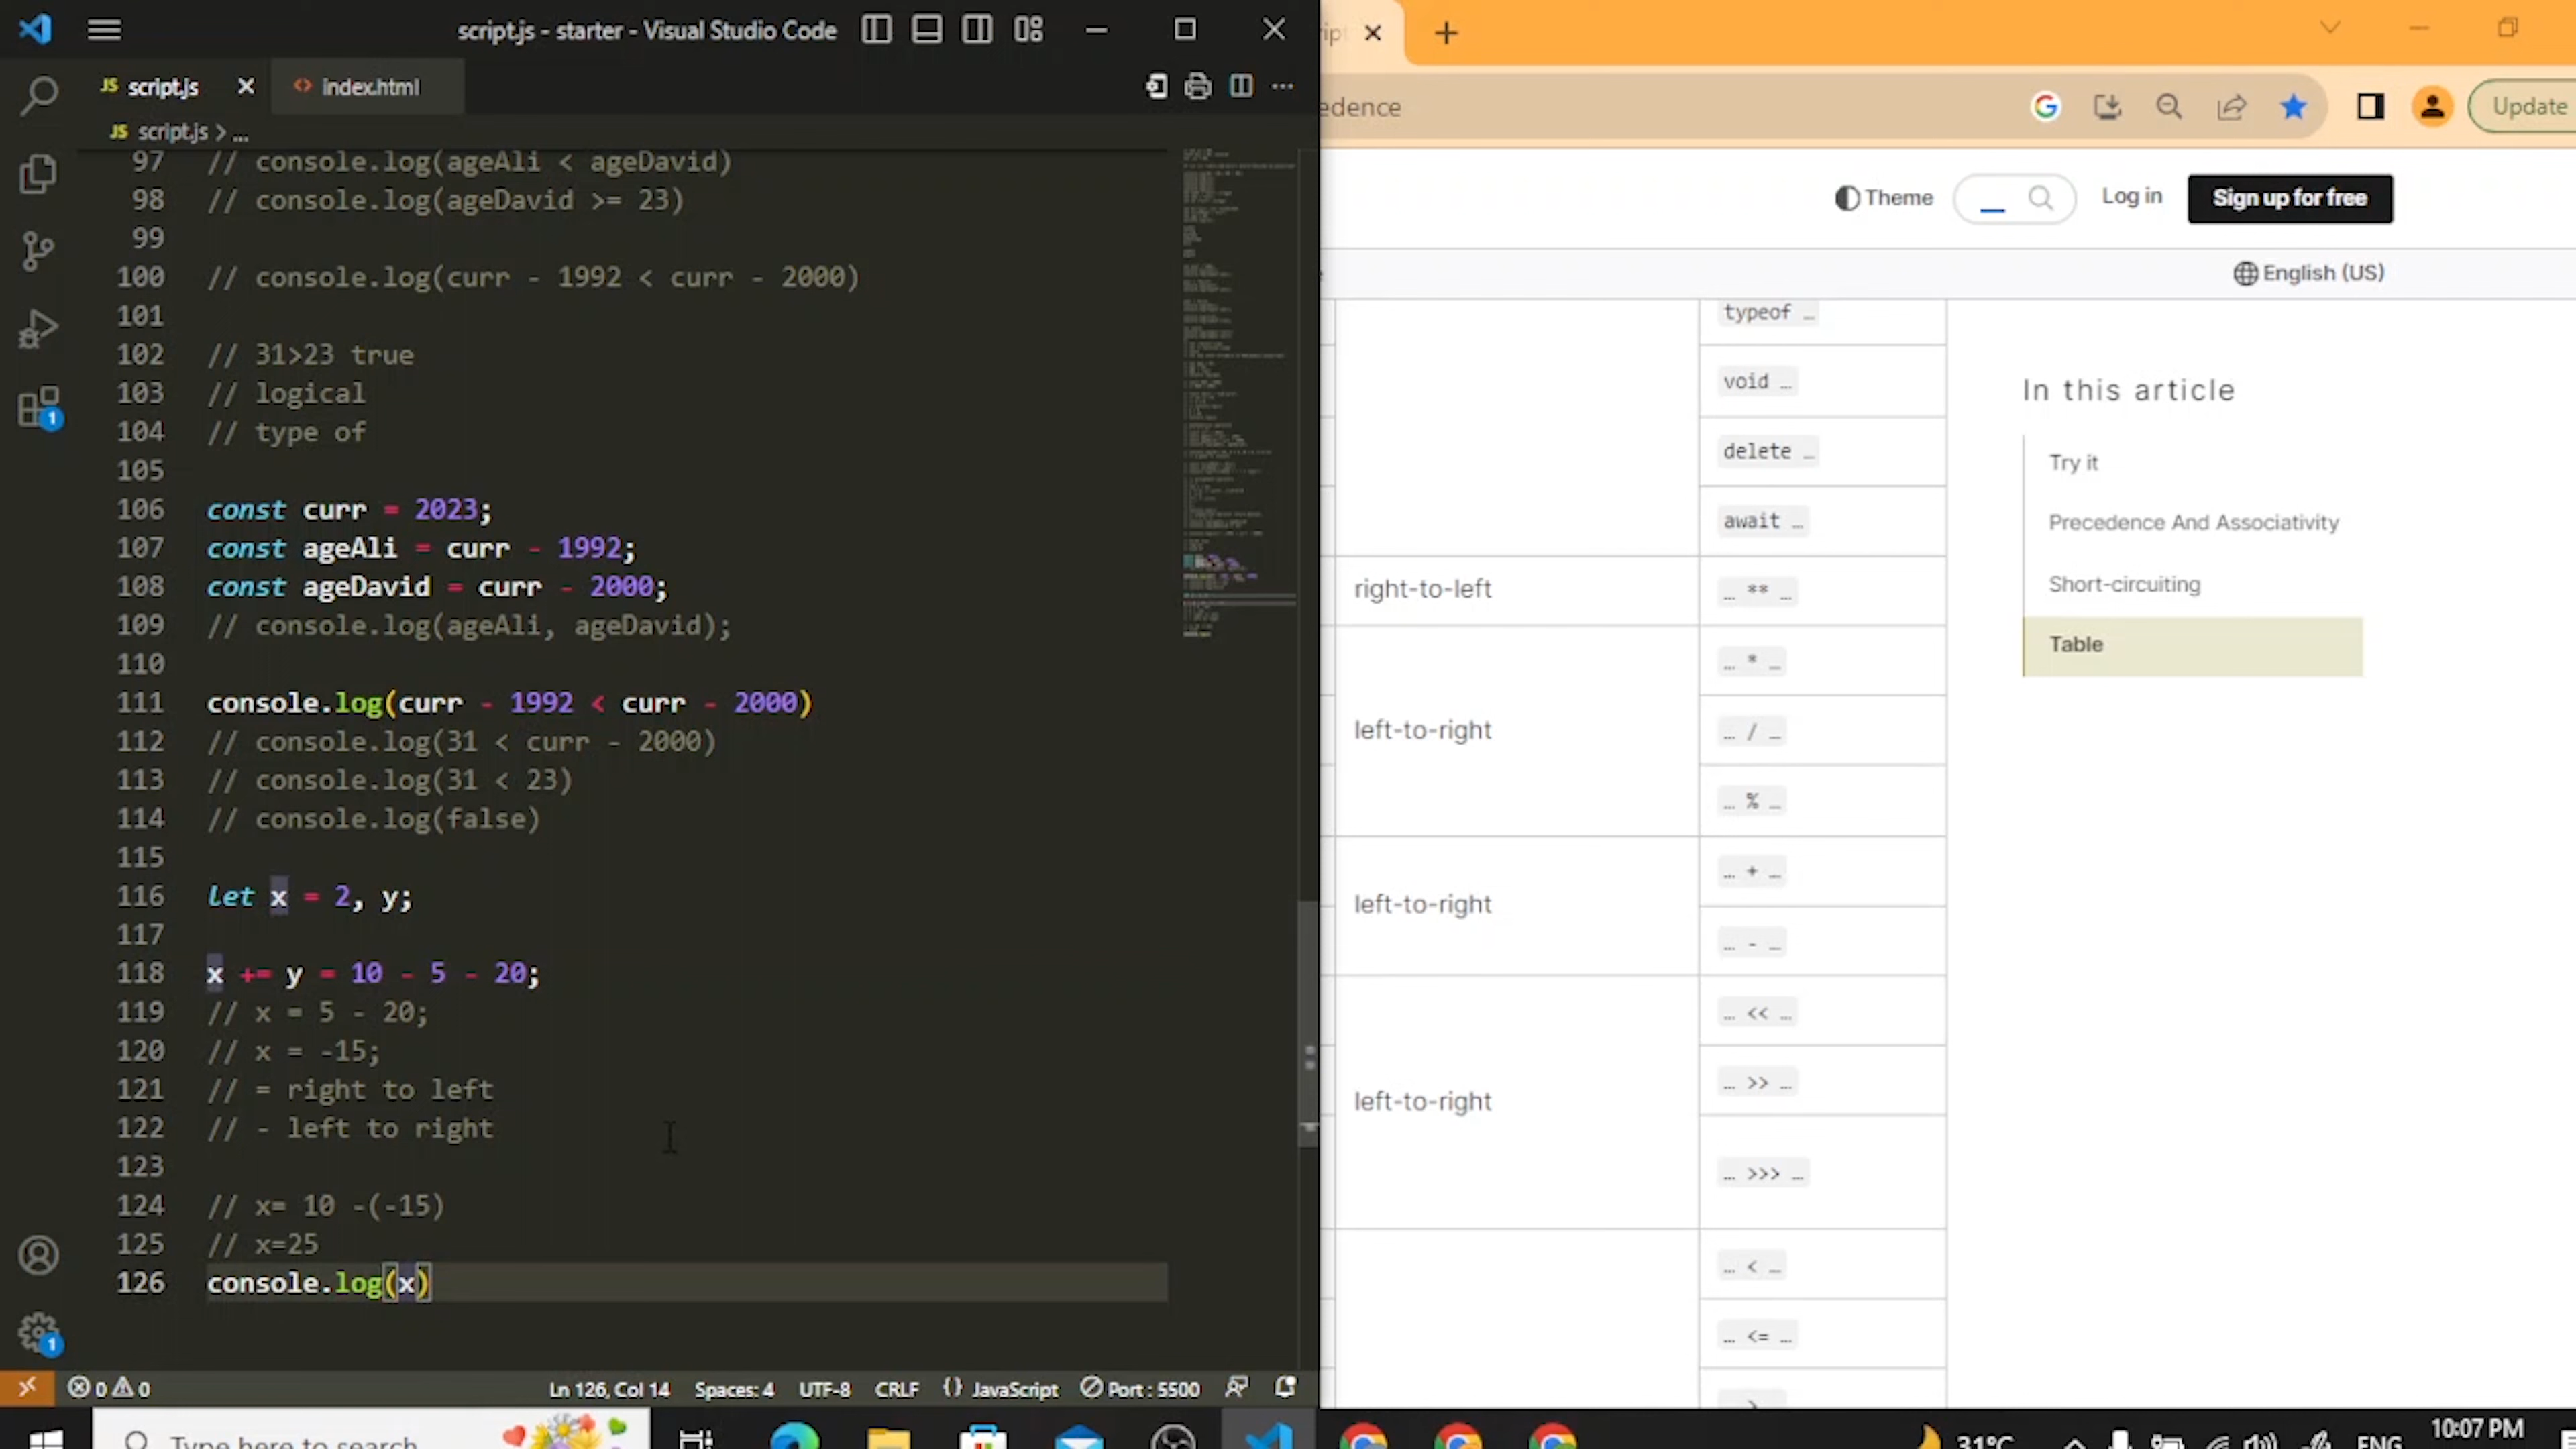 script.js - starter - Visual Studio Code
JS script.js
<> index.html
JS script.js > ...
97 // console.log(ageAli < ageDavid)
98 // console.log(ageDavid >= 23)
99
100 // console.log(curr - 1992 < curr - 2000)
101
102 // 31>23 true
103 // logical
104 // type of
105
106 const curr = 2023;
107 const ageAli = curr - 1992;
108 const ageDavid = curr - 2000;
109 // console.log(ageAli, ageDavid);
110
111 console.log(curr - 1992 < curr - 2000)
112 // console.log(31 < curr - 2000)
113 // console.log(31 < 23)
114 // console.log(false)
115
116 let x = 2, y;
117
118 x += y = 10 - 5 - 20;
119 // x = 5 - 20;
120 // x = -15;
121 // = right to left
122 // - left to right
123
124 // x= 10 -(-15)
125 // x=25
126 console.log(x)
1
1
0 0
Ln 126, Col 14
Spaces: 4
UTF-8
CRLF
{} JavaScript
Port : 5500
edence
G
Update
Theme
Log in
Sign up for free
English (US)
typeof …
void …
delete …
await …
right-to-left
… ** …
… * …
left-to-right
… / …
… % …
… + …
left-to-right
… - …
… << …
… >> …
left-to-right
… >>> …
… < …
… <= …
In this article
Try it
Precedence And Associativity
Short-circuiting
Table
Type here to search
31°C
ENG
10:07 PM